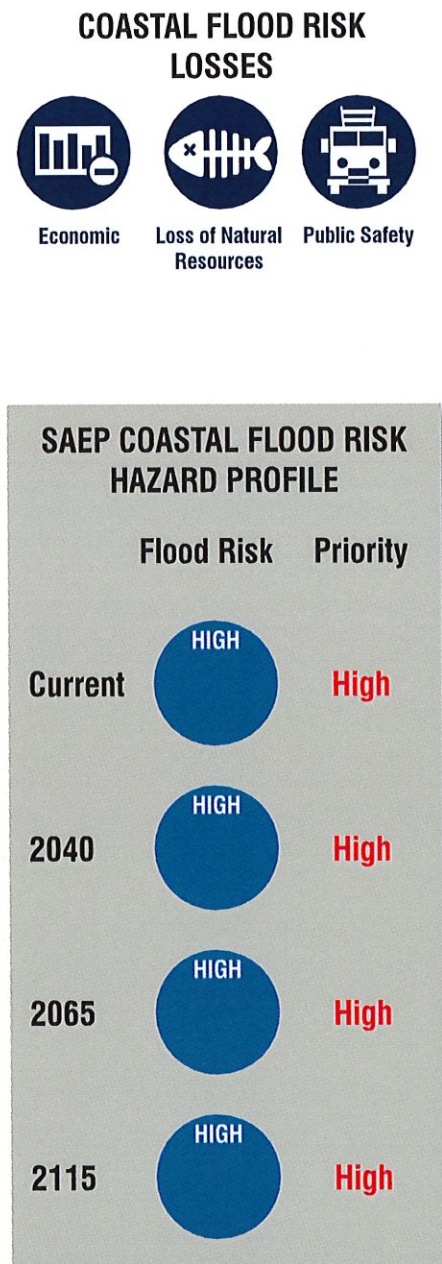 COASTAL FLOOD RISK
LOSSES
Economic
Loss of Natural
Resources
Public Safety
SAEP COASTAL FLOOD RISK
HAZARD PROFILE
Flood Risk Priority
Current HIGH High
2040 HIGH High
2065 HIGH High
2115 HIGH High